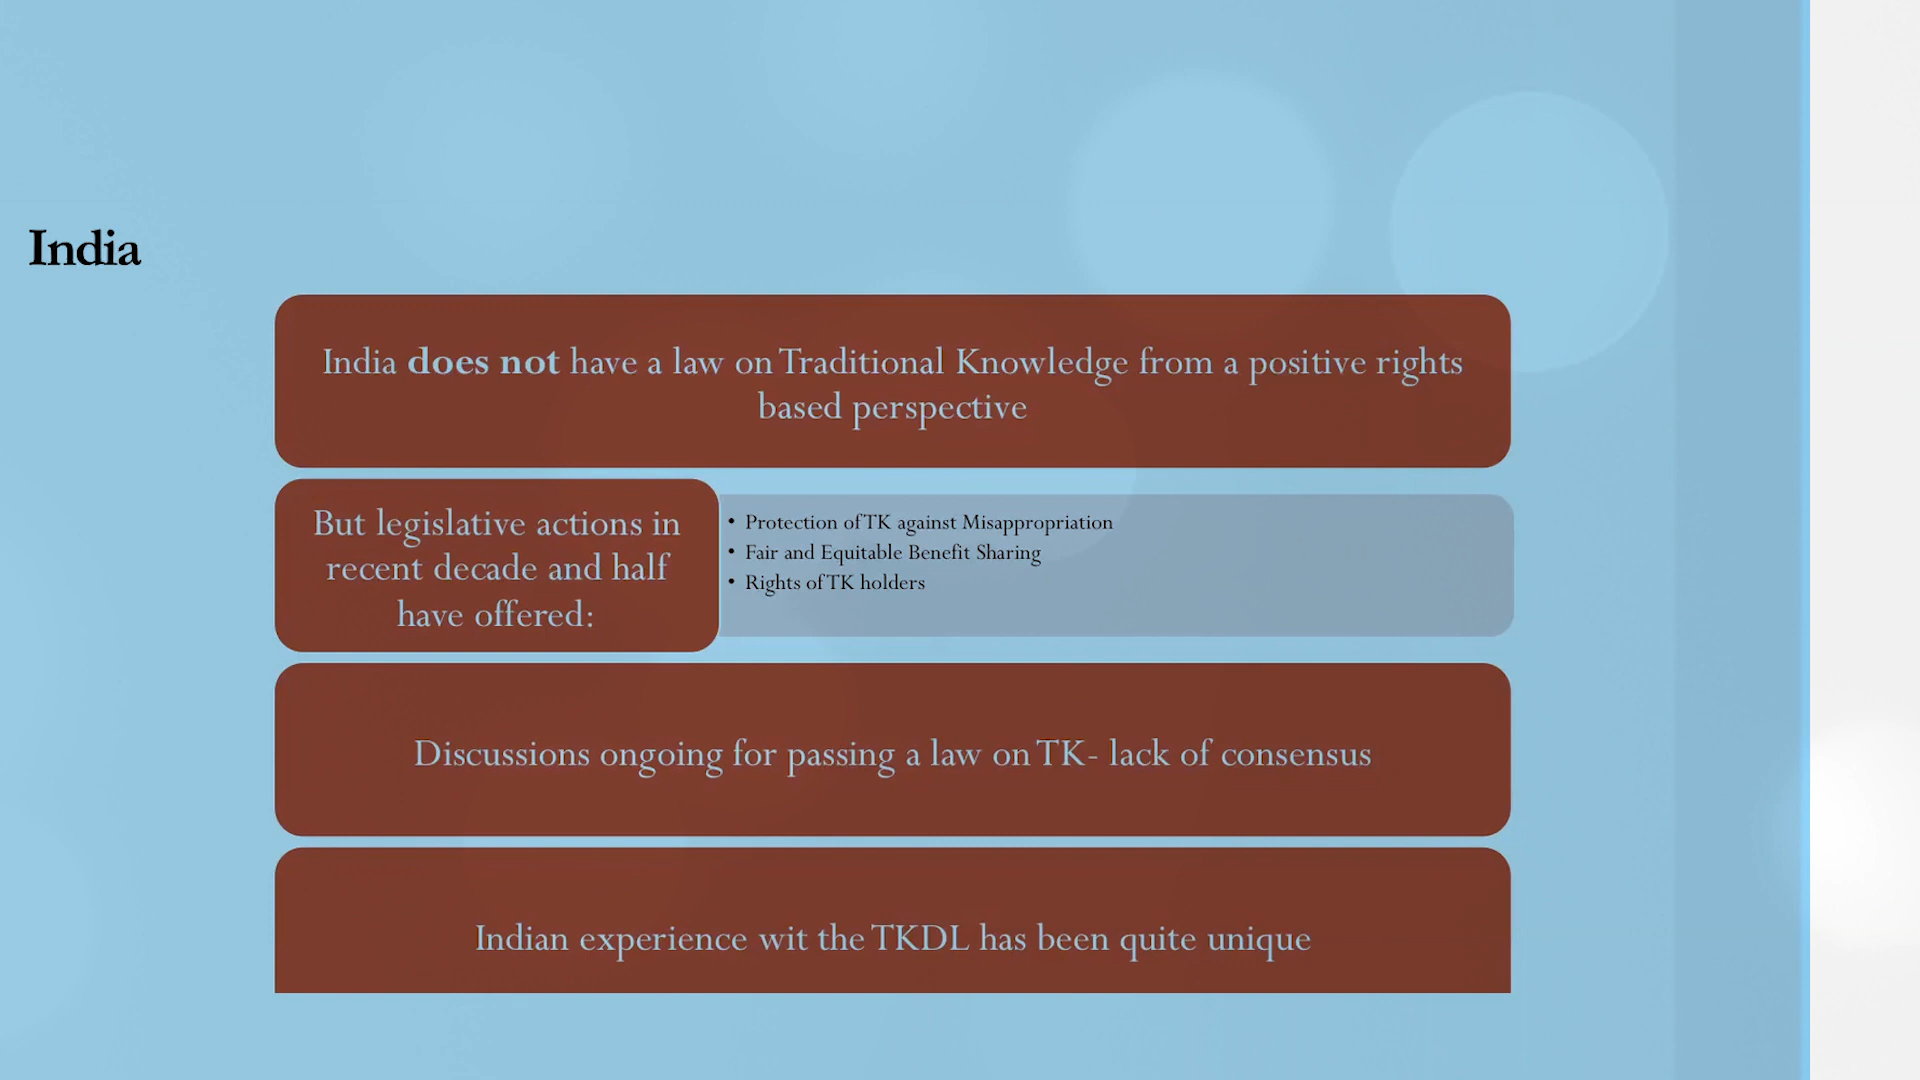 India
India does not have a law on Traditional Knowledge from a positive rights
based perspective
But legislative actions in
recent decade and half
have offered:
• Protection of TK against Misappropriation
• Fair and Equitable Benefit Sharing
• Rights of TK holders
Discussions ongoing for passing a law on TK- lack of consensus
Indian experience wit the TKDL has been quite unique